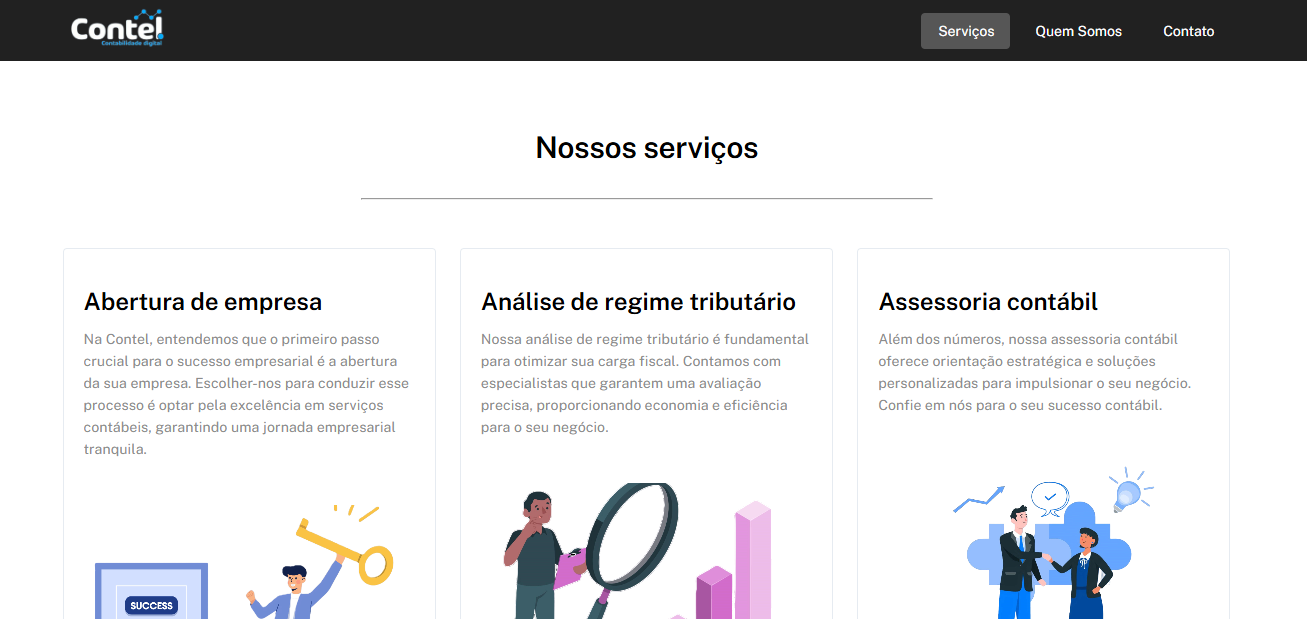 Contel
Contabilidade digital
Serviços
Quem Somos
Contato
Nossos serviços
Abertura de empresa
Na Contel, entendemos que o primeiro passo
crucial para o sucesso empresarial é a abertura
da sua empresa. Escolher-nos para conduzir esse
processo é optar pela excelência em serviços
contábeis, garantindo uma jornada empresarial
tranquila.
SUCCESS
Análise de regime tributário
Nossa análise de regime tributário é fundamental
para otimizar sua carga fiscal. Contamos com
especialistas que garantem uma avaliação
precisa, proporcionando economia e eficiência
para o seu negócio.
Assessoria contábil
Além dos números, nossa assessoria contábil
oferece orientação estratégica e soluções
personalizadas para impulsionar o seu negócio.
Confie em nós para o seu sucesso contábil.